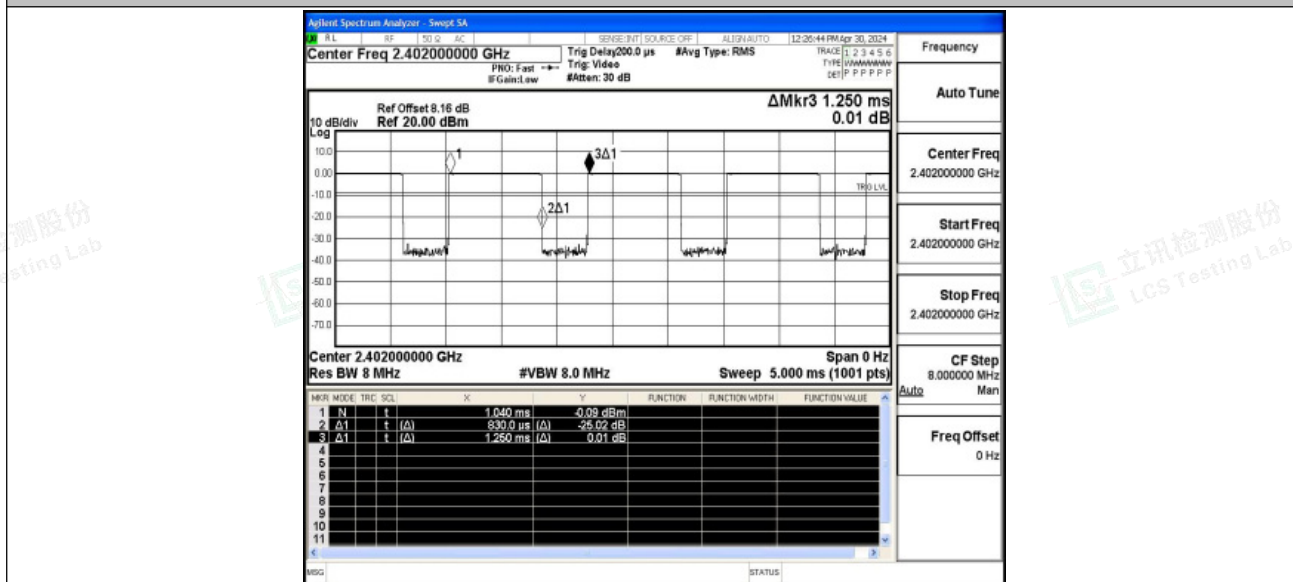 Agilent Spectrum Analyzer - Swept SA
RL RF 50 Ω AC SENSE:INT SOURCE OFF ALIGNAUTO 12:26:44 PM Apr 30, 2024
Center Freq 2.402000000 GHz
PNO: Fast
IFGain:Low
Trig Delay200.0 µs
Trig: Video
#Atten: 30 dB
#Avg Type: RMS
TRACE 1 2 3 4 5 6
TYPE
DET P P P P P P
Frequency
Auto Tune
Center Freq
2.402000000 GHz
Start Freq
2.402000000 GHz
Stop Freq
2.402000000 GHz
CF Step
8.000000 MHz
Auto Man
Freq Offset
0 Hz
ΔMkr3 1.250 ms
0.01 dB
Ref Offset 8.16 dB
10 dB/div Ref 20.00 dBm
Log
10.0
0.00
-10.0
-20.0
-30.0
-40.0
-50.0
-60.0
-70.0
1
3Δ1
TRIG LVL
2Δ1
Center 2.402000000 GHz Span 0 Hz
Res BW 8 MHz #VBW 8.0 MHz Sweep 5.000 ms (1001 pts)
MKR MODE TRC SCL X Y FUNCTION FUNCTION WIDTH FUNCTION VALUE
1 N t 1.040 ms -0.09 dBm
2 Δ1 t (Δ) 830.0 µs (Δ) -25.02 dB
3 Δ1 t (Δ) 1.250 ms (Δ) 0.01 dB
4
5
6
7
8
9
10
11
MSG STATUS
检测股份
esting Lab
立讯检测股份
LCS Testing Lab